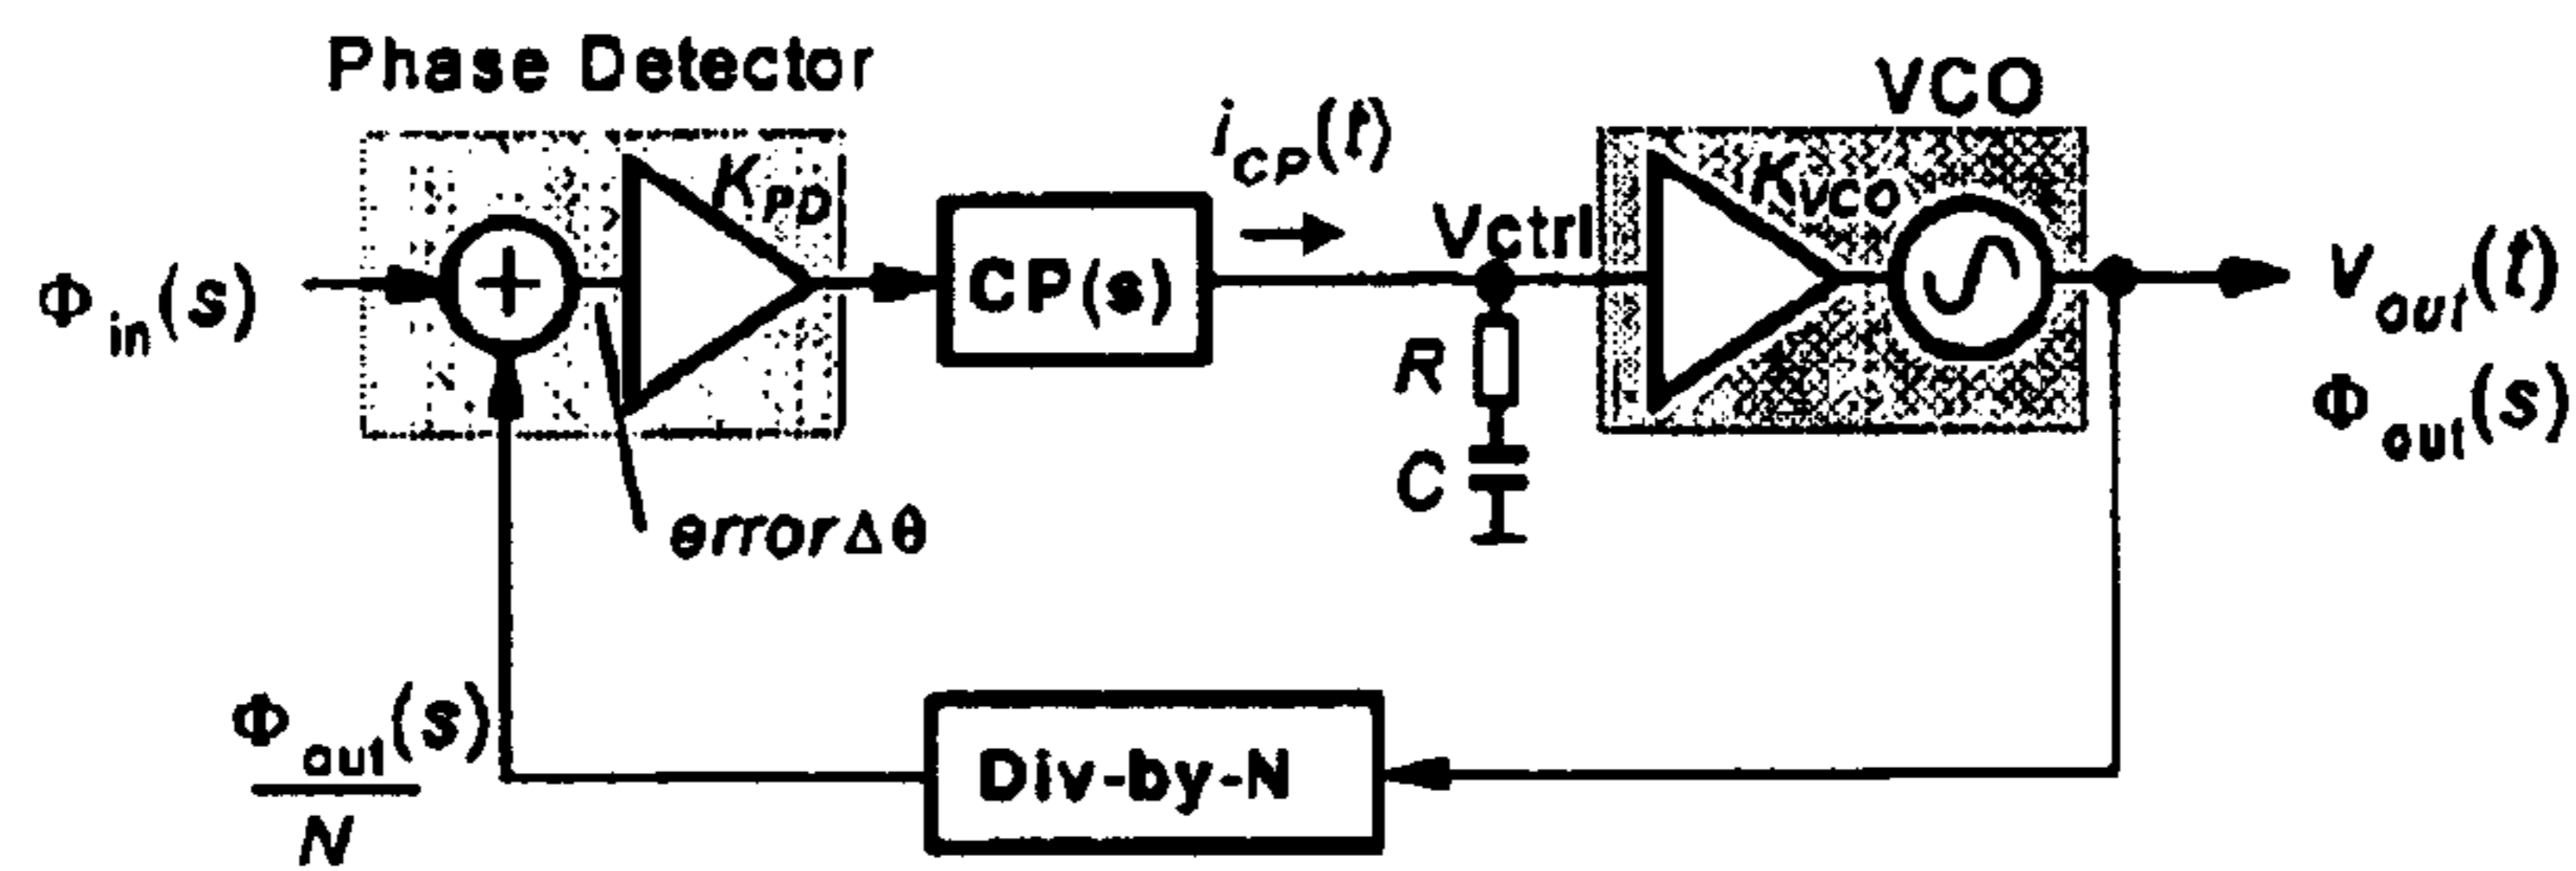 Phase Detector
VCO
i_CP(t)
K_PD
K_VCO
Vctrl
Φ_in(s)
CP(s)
v_out(t)
R
Φ_out(s)
C
error Δθ
Φ_out(s)
N
Div-by-N